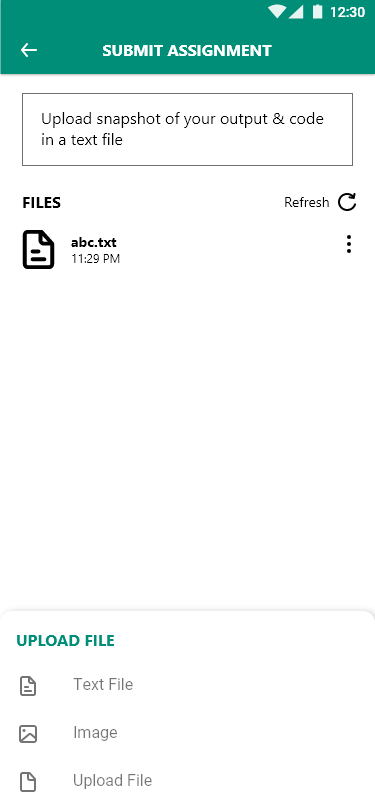 12:30
SUBMIT ASSIGNMENT
Upload snapshot of your output & code
in a text file
FILES
Refresh
abc.txt
11:29 PM
UPLOAD FILE
Text File
Image
Upload File